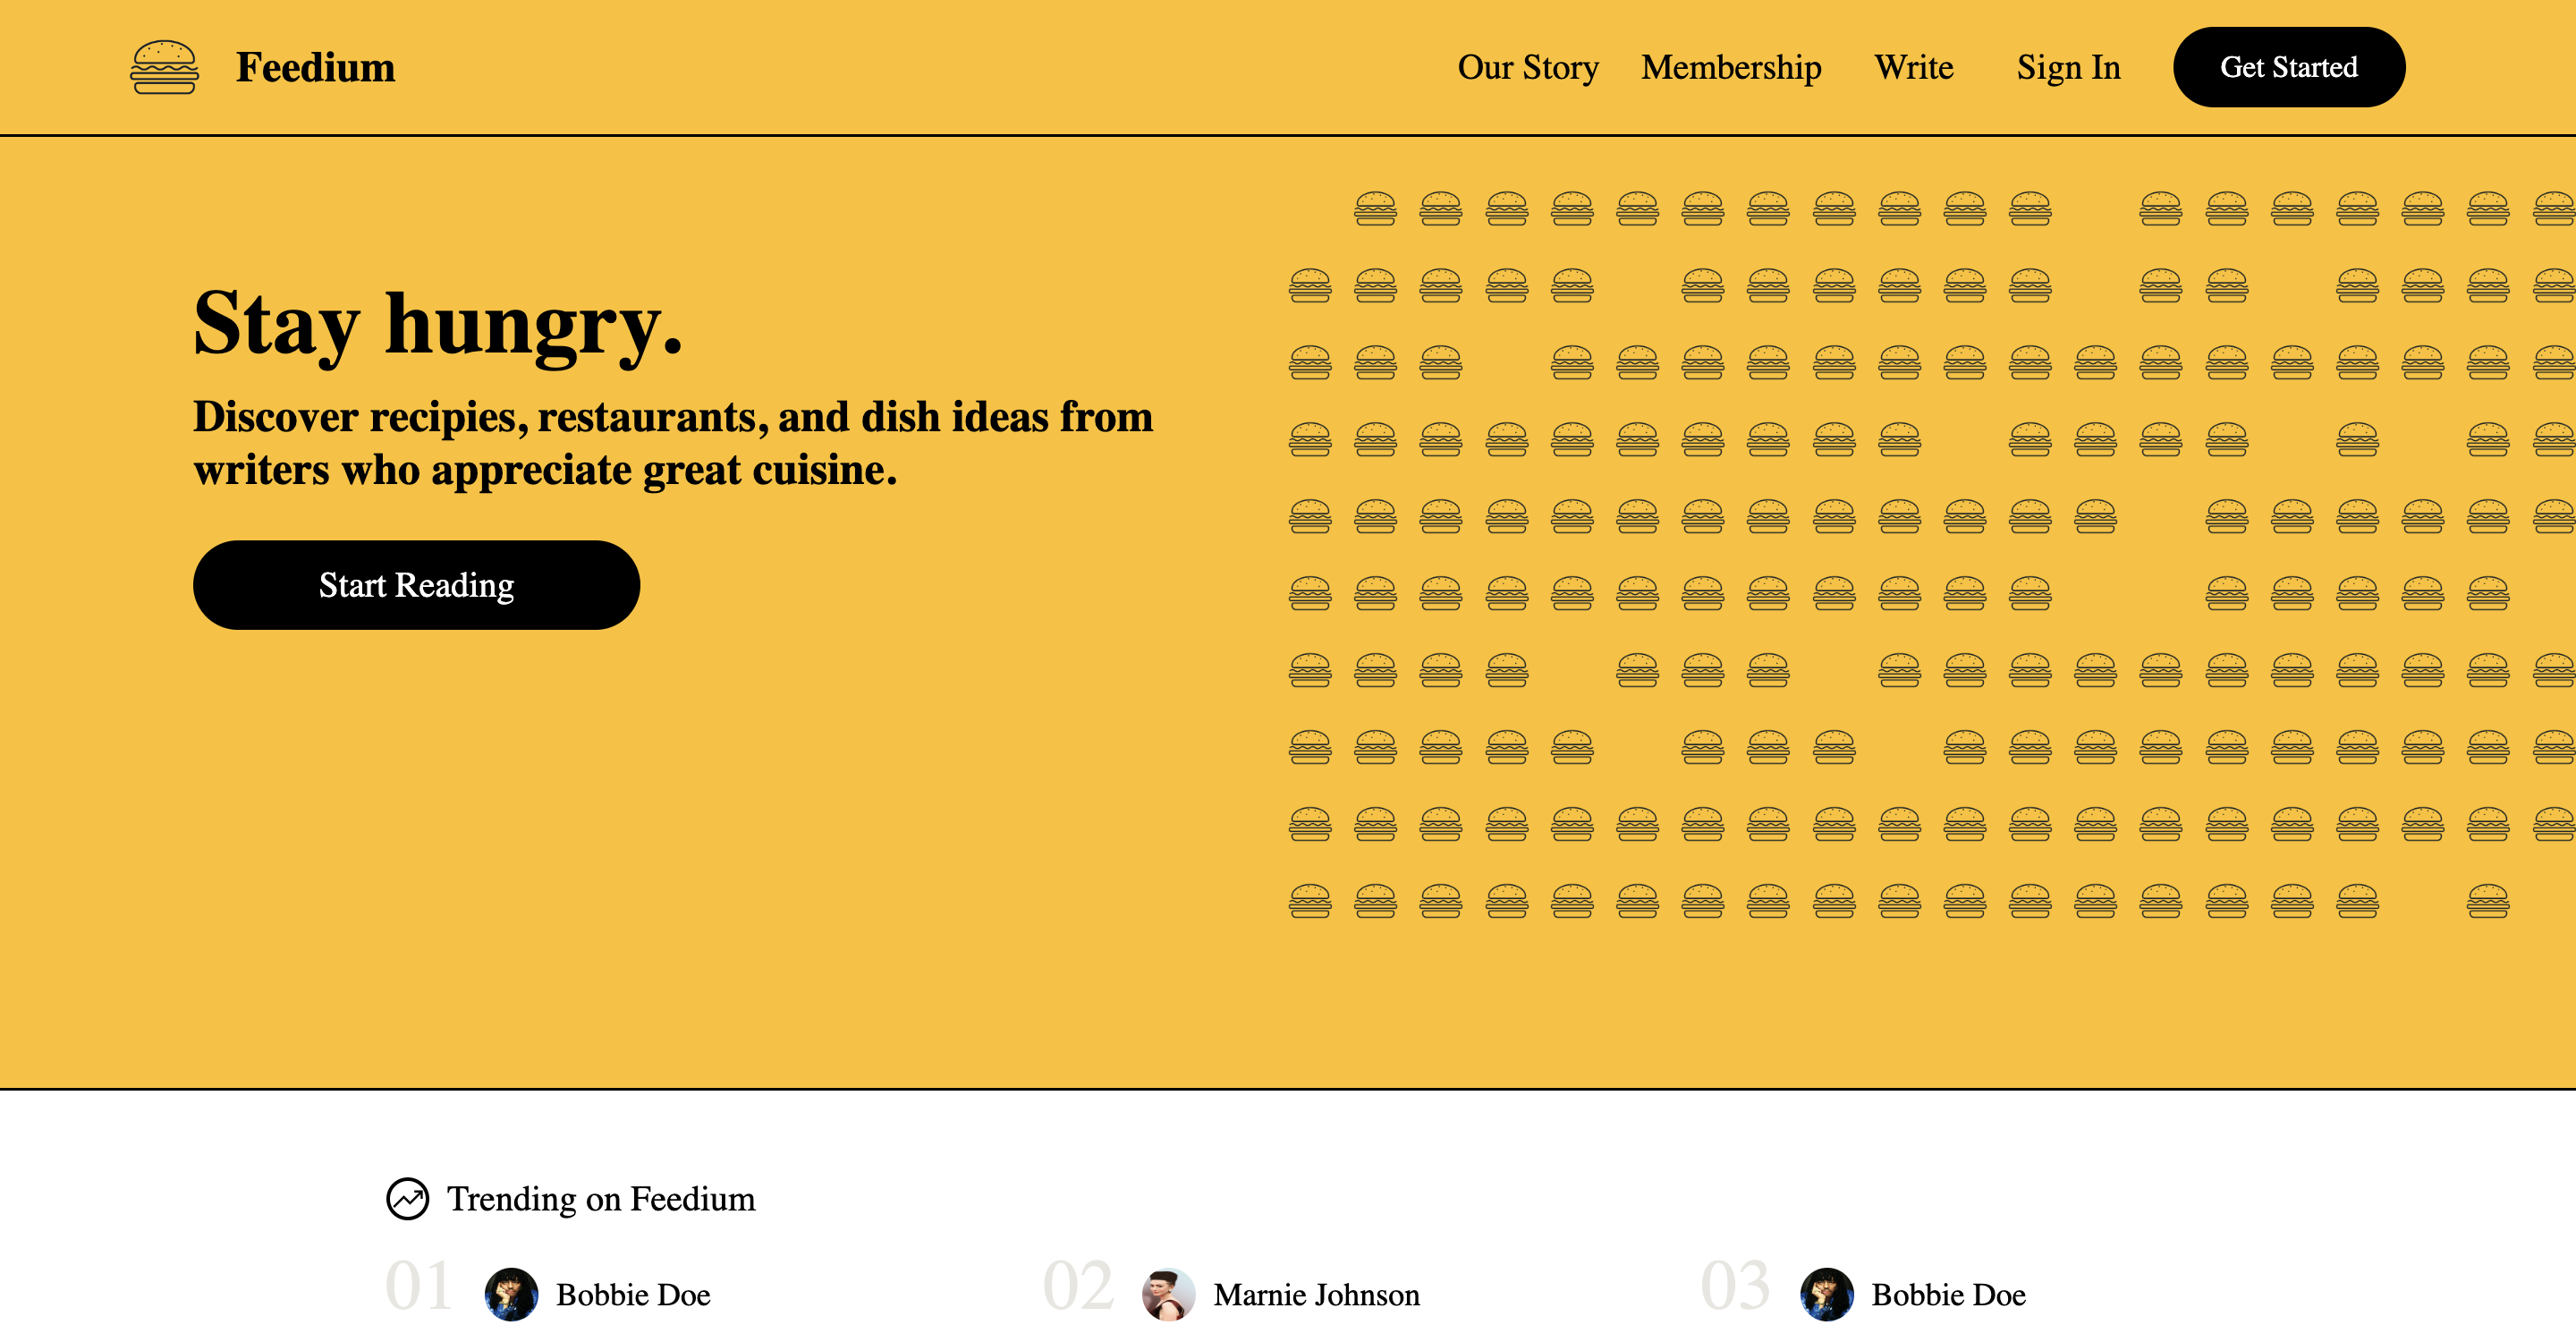 Feedium
Our Story
Membership
Write
Sign In
Get Started
Stay hungry.
Discover recipies, restaurants, and dish ideas from
writers who appreciate great cuisine.
Start Reading
Trending on Feedium
01 Bobbie Doe
02 Marnie Johnson
03 Bobbie Doe